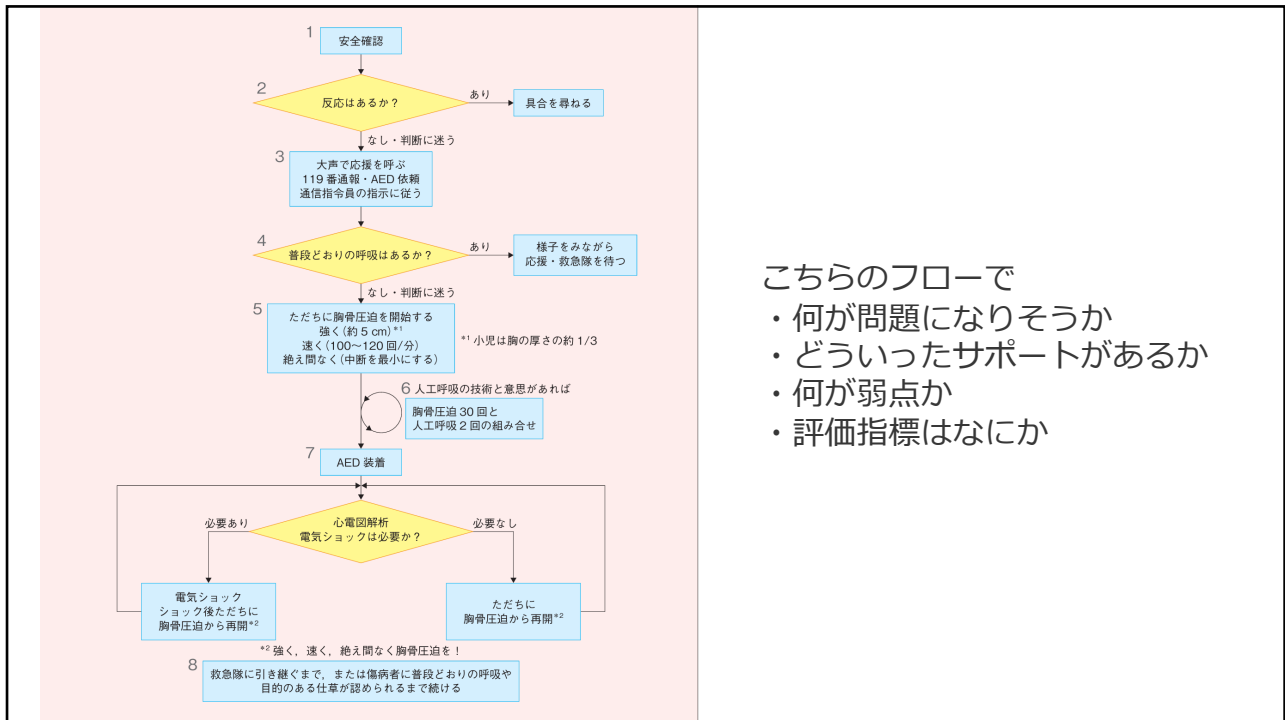 1
安全確認
2
反応はあるか？
あり
具合を尋ねる
なし・判断に迷う
3
大声で応援を呼ぶ
119 番通報・AED 依頼
通信指令員の指示に従う
4
普段どおりの呼吸はあるか？
あり
様子をみながら
応援・救急隊を待つ
なし・判断に迷う
5
ただちに胸骨圧迫を開始する
強く(約 5 cm)*1
速く(100～120 回/分)
絶え間なく(中断を最小にする)
*1 小児は胸の厚さの約 1/3
6 人工呼吸の技術と意思があれば
胸骨圧迫 30 回と
人工呼吸 2 回の組み合せ
7
AED 装着
心電図解析
電気ショックは必要か？
必要あり
必要なし
電気ショック
ショック後ただちに
胸骨圧迫から再開*2
ただちに
胸骨圧迫から再開*2
*2 強く，速く，絶え間なく胸骨圧迫を！
8
救急隊に引き継ぐまで，または傷病者に普段どおりの呼吸や
目的のある仕草が認められるまで続ける
こちらのフローで
・何が問題になりそうか
・どういったサポートがあるか
・何が弱点か
・評価指標はなにか